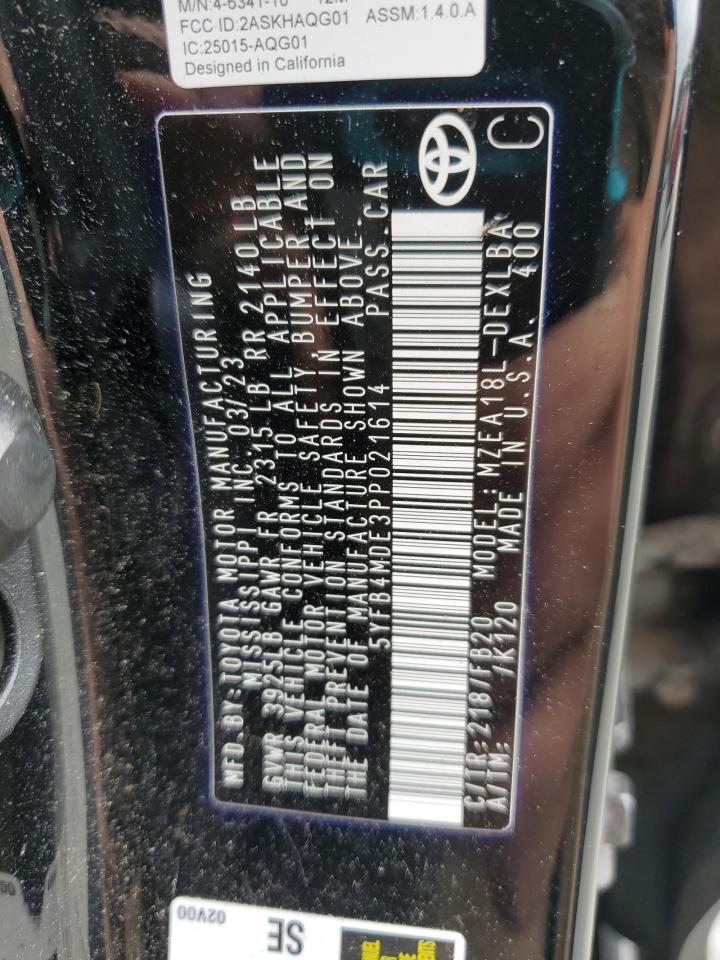 M/N:4-6341-10
FCC ID:2ASKHAQG01 ASSM:1.4.0.A
IC:25015-AQG01
Designed in California
MFD BY:TOYOTA MOTOR MANUFACTURING
MISSISSIPPI INC.03/23
GVWR 3925LB GAWR FR 2315 LB RR 2140 LB
THIS VEHICLE CONFORMS TO ALL APPLICABLE
FEDERAL MOTOR VEHICLE SAFETY, BUMPER AND
THEFT PREVENTION STANDARDS IN EFFECT ON
THE DATE OF MANUFACTURE SHOWN ABOVE.
5YFB4MDE3PP021614 PASS.CAR
C/TR:218 /FB20 MODEL:MZEA18L-DEXLBA
A/TM: /K120 MADE IN U.S.A. 400
C
SE
02V00